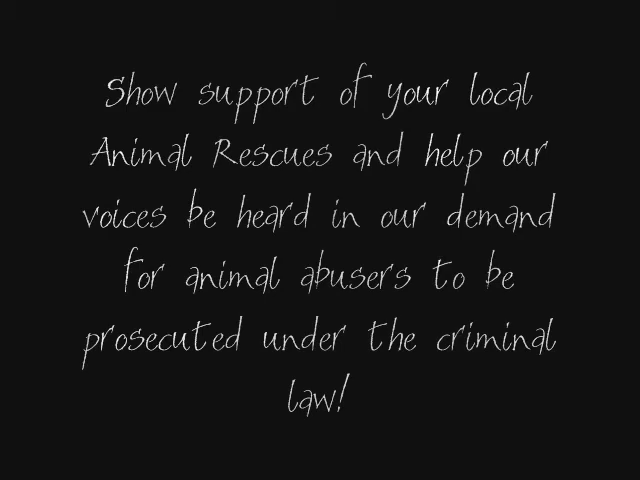 Show support of your local
Animal Rescues and help our
voices be heard in our demand
for animal abusers to be
prosecuted under the criminal
law!